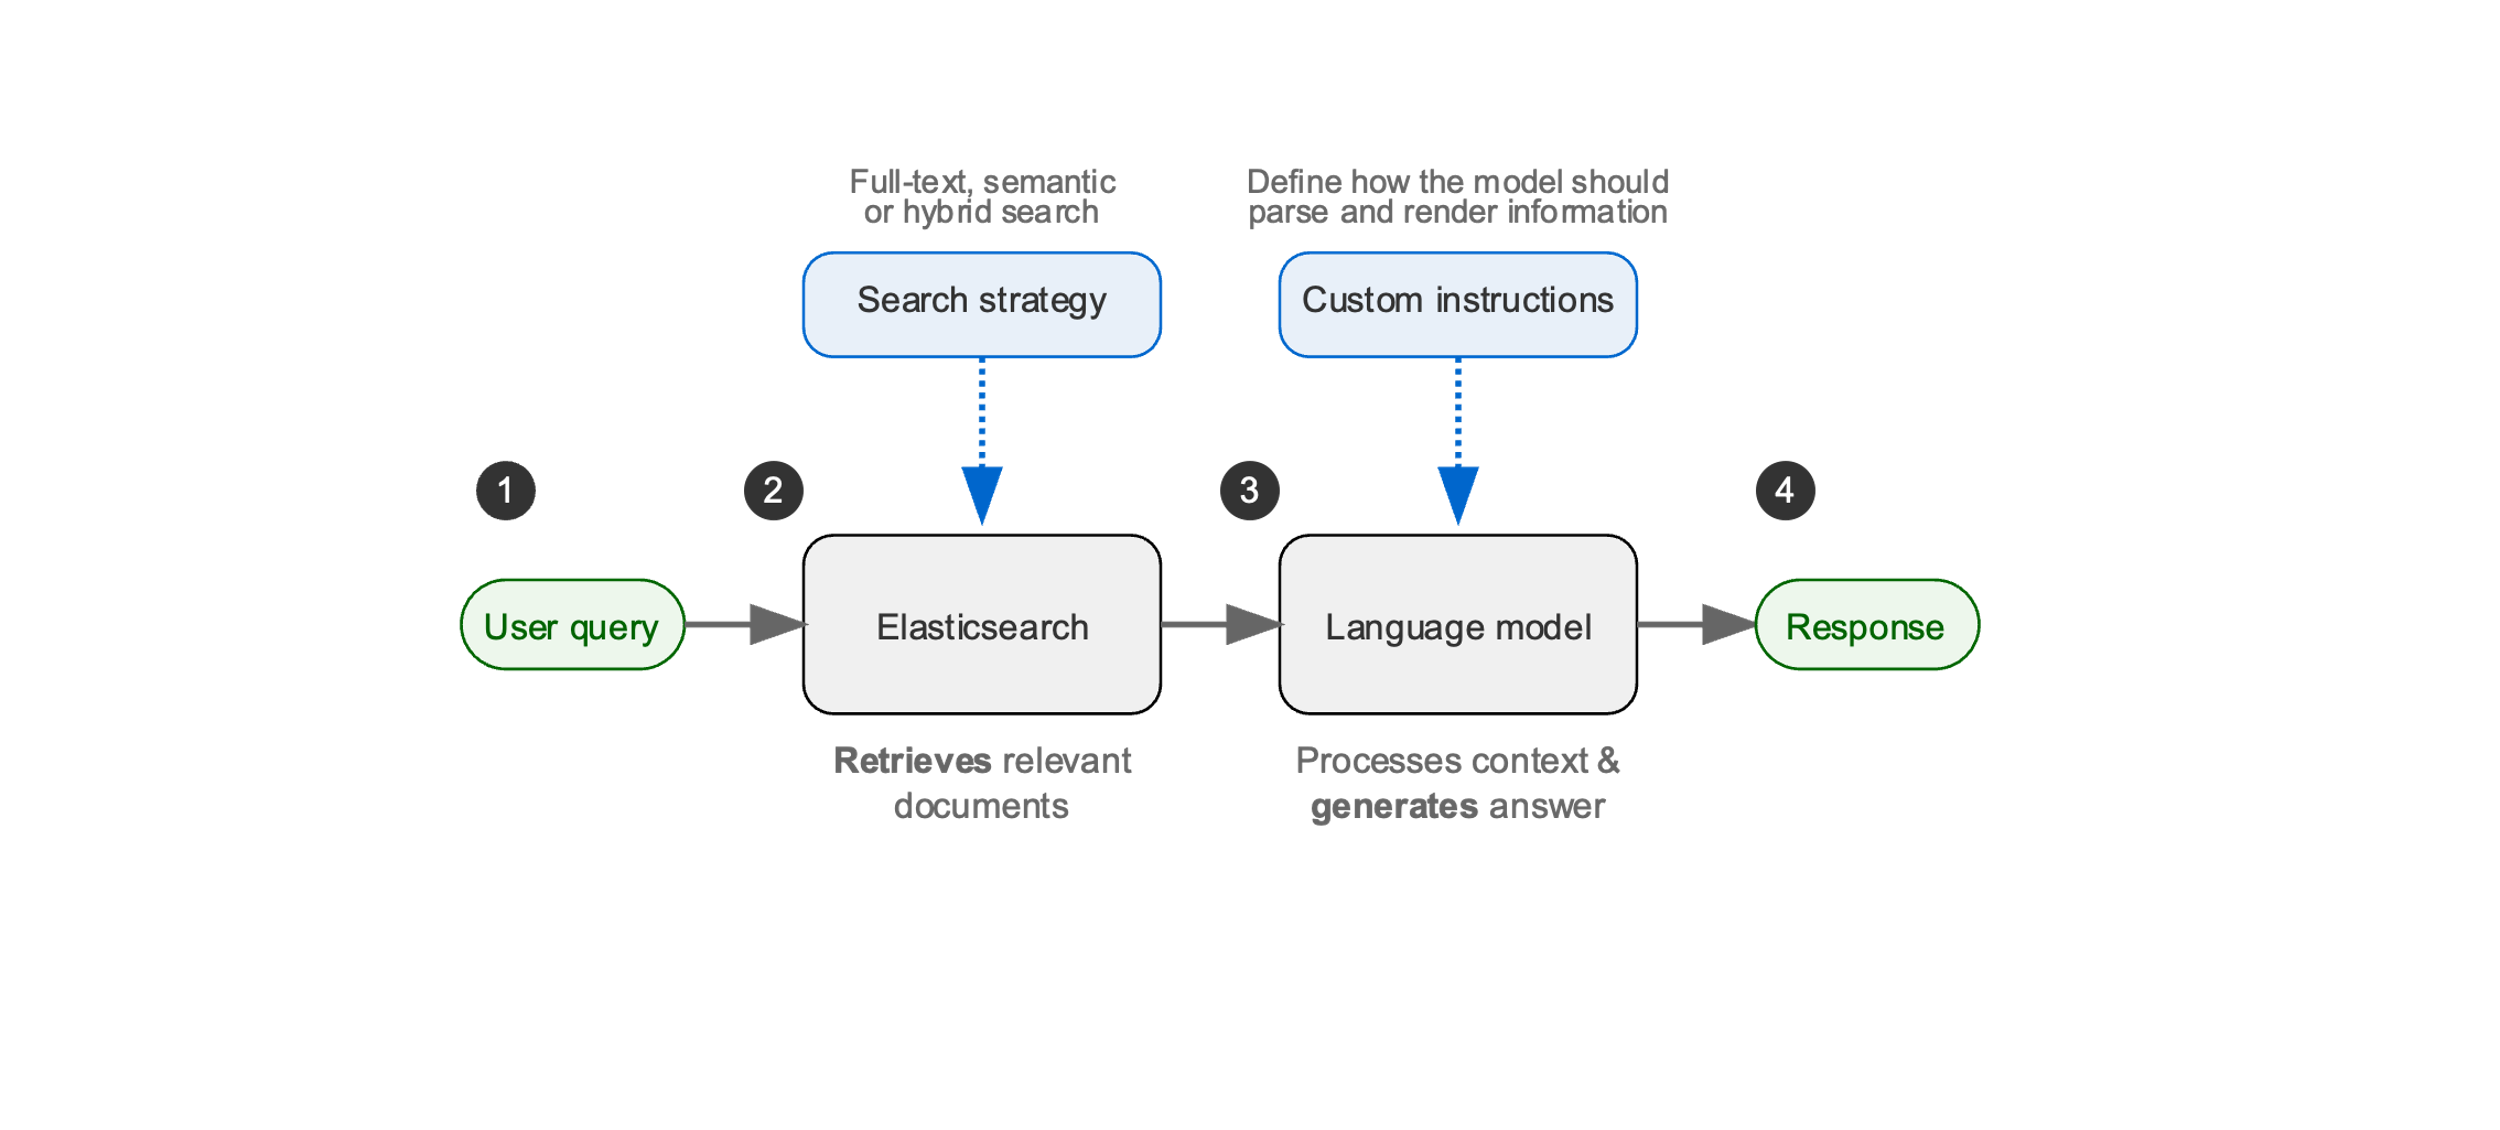 Full-text, semantic
or hybrid search
Define how the model should
parse and render information
Search strategy
Custom instructions
1
2
3
4
User query
Elasticsearch
Language model
Response
Retrieves relevant
documents
Processes context &
generates answer